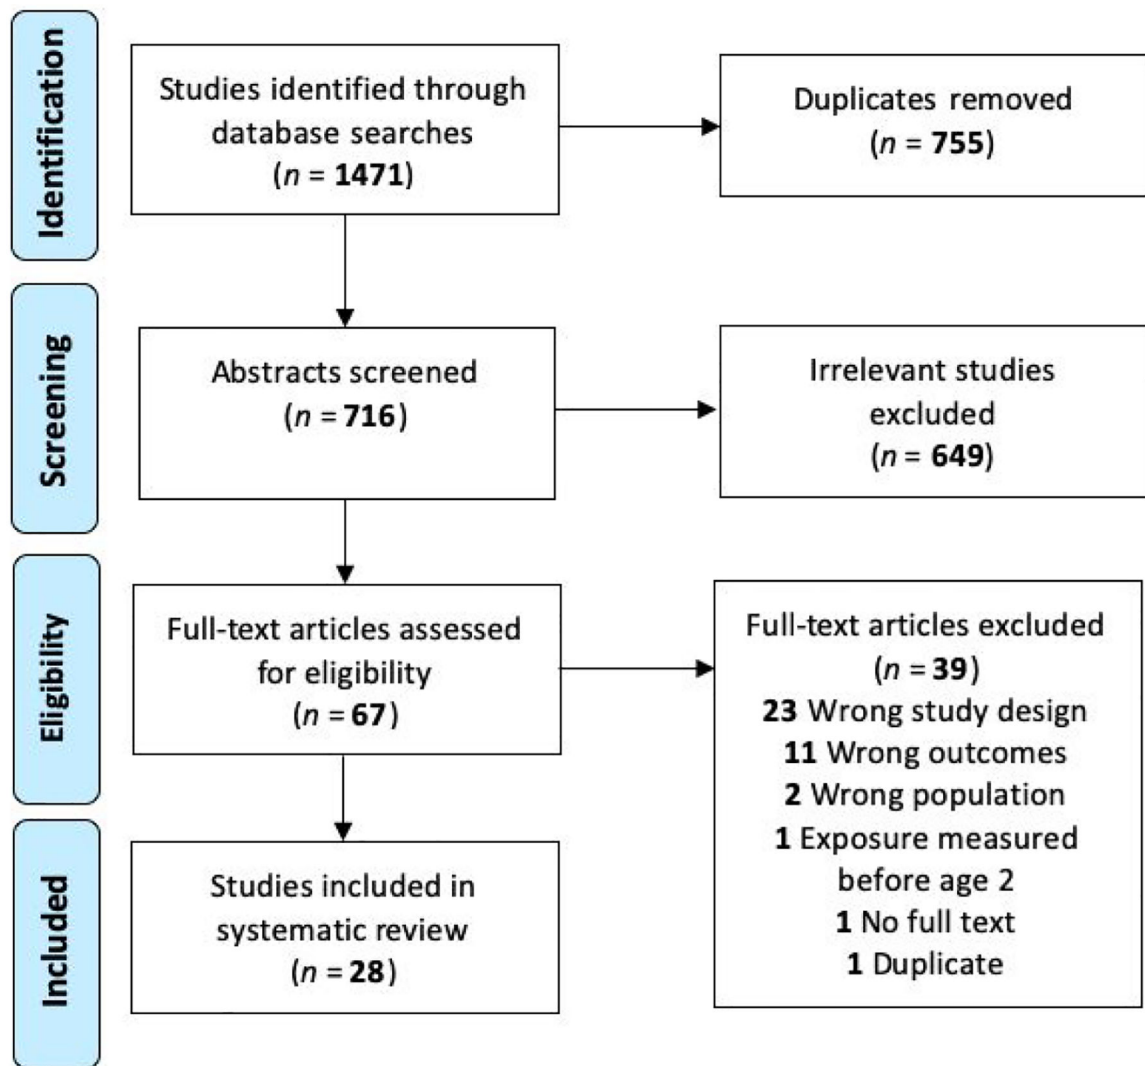 Identification
Studies identified through
database searches
(n = 1471)
Duplicates removed
(n = 755)
Screening
Abstracts screened
(n = 716)
Irrelevant studies
excluded
(n = 649)
Eligibility
Full-text articles assessed
for eligibility
(n = 67)
Full-text articles excluded
(n = 39)
23 Wrong study design
11 Wrong outcomes
2 Wrong population
1 Exposure measured
before age 2
1 No full text
1 Duplicate
Included
Studies included in
systematic review
(n = 28)